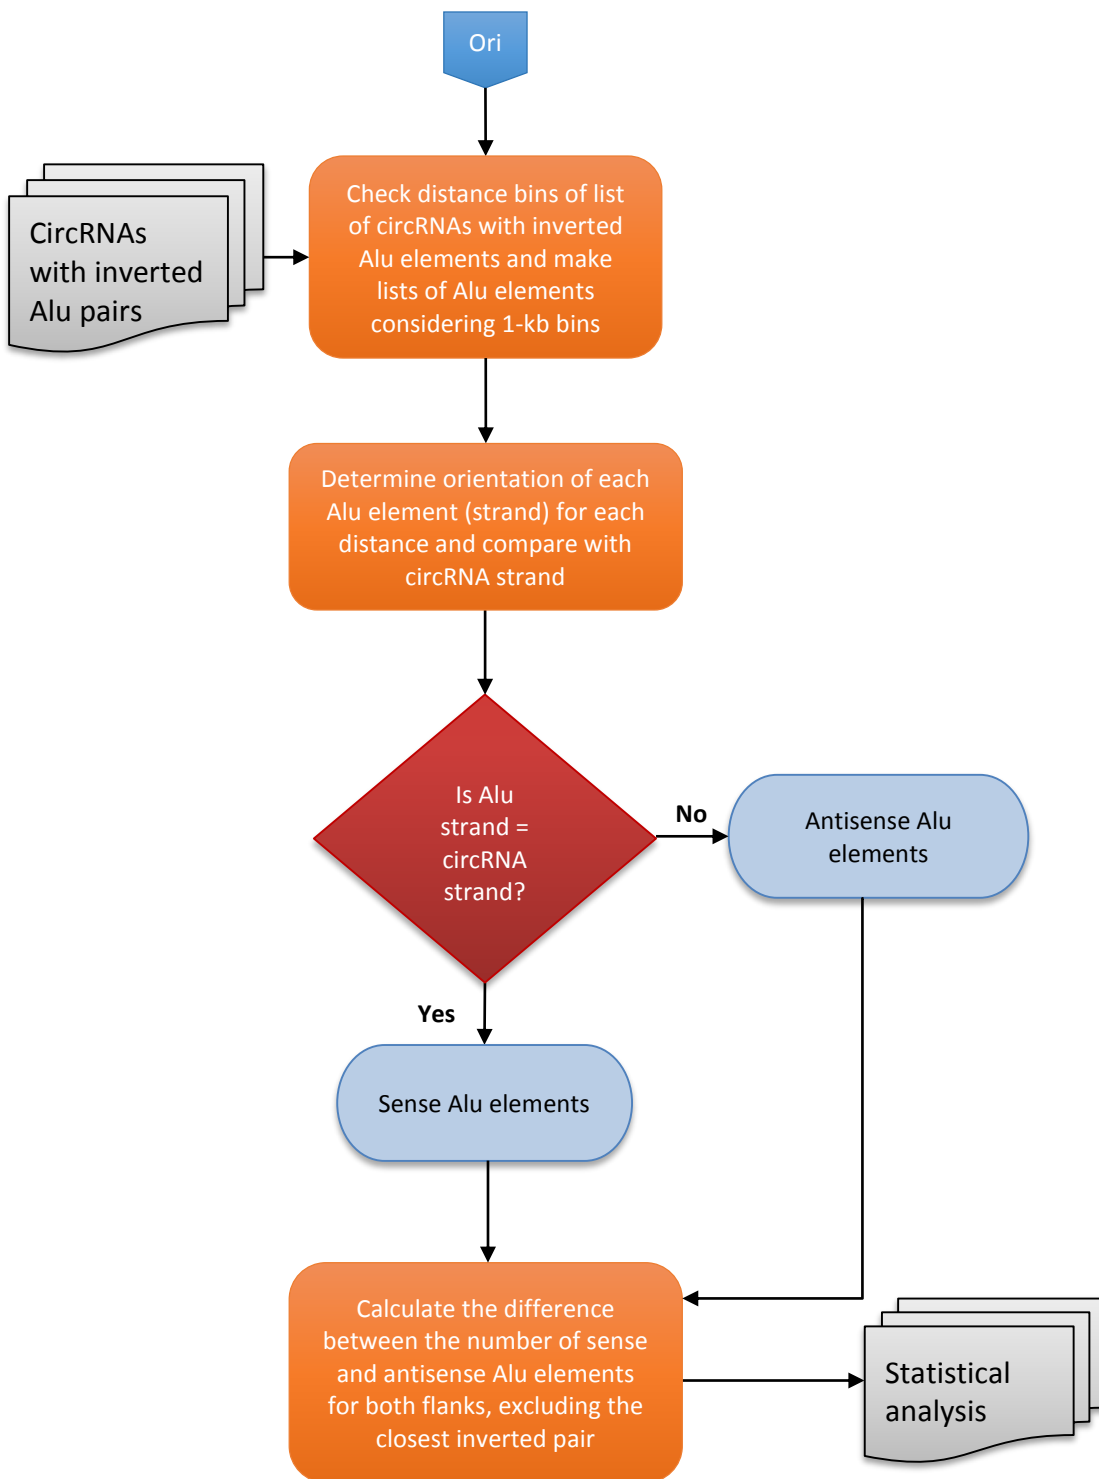 Ori
Check distance bins of list
of circRNAs with inverted
Alu elements and make
lists of Alu elements
considering 1-kb bins
CircRNAs
with inverted
Alu pairs
Determine orientation of each
Alu element (strand) for each
distance and compare with
circRNA strand
Is Alu
strand =
circRNA
strand?
No
Antisense Alu
elements
Yes
Sense Alu elements
Calculate the difference
between the number of sense
and antisense Alu elements
for both flanks, excluding the
closest inverted pair
Statistical
analysis